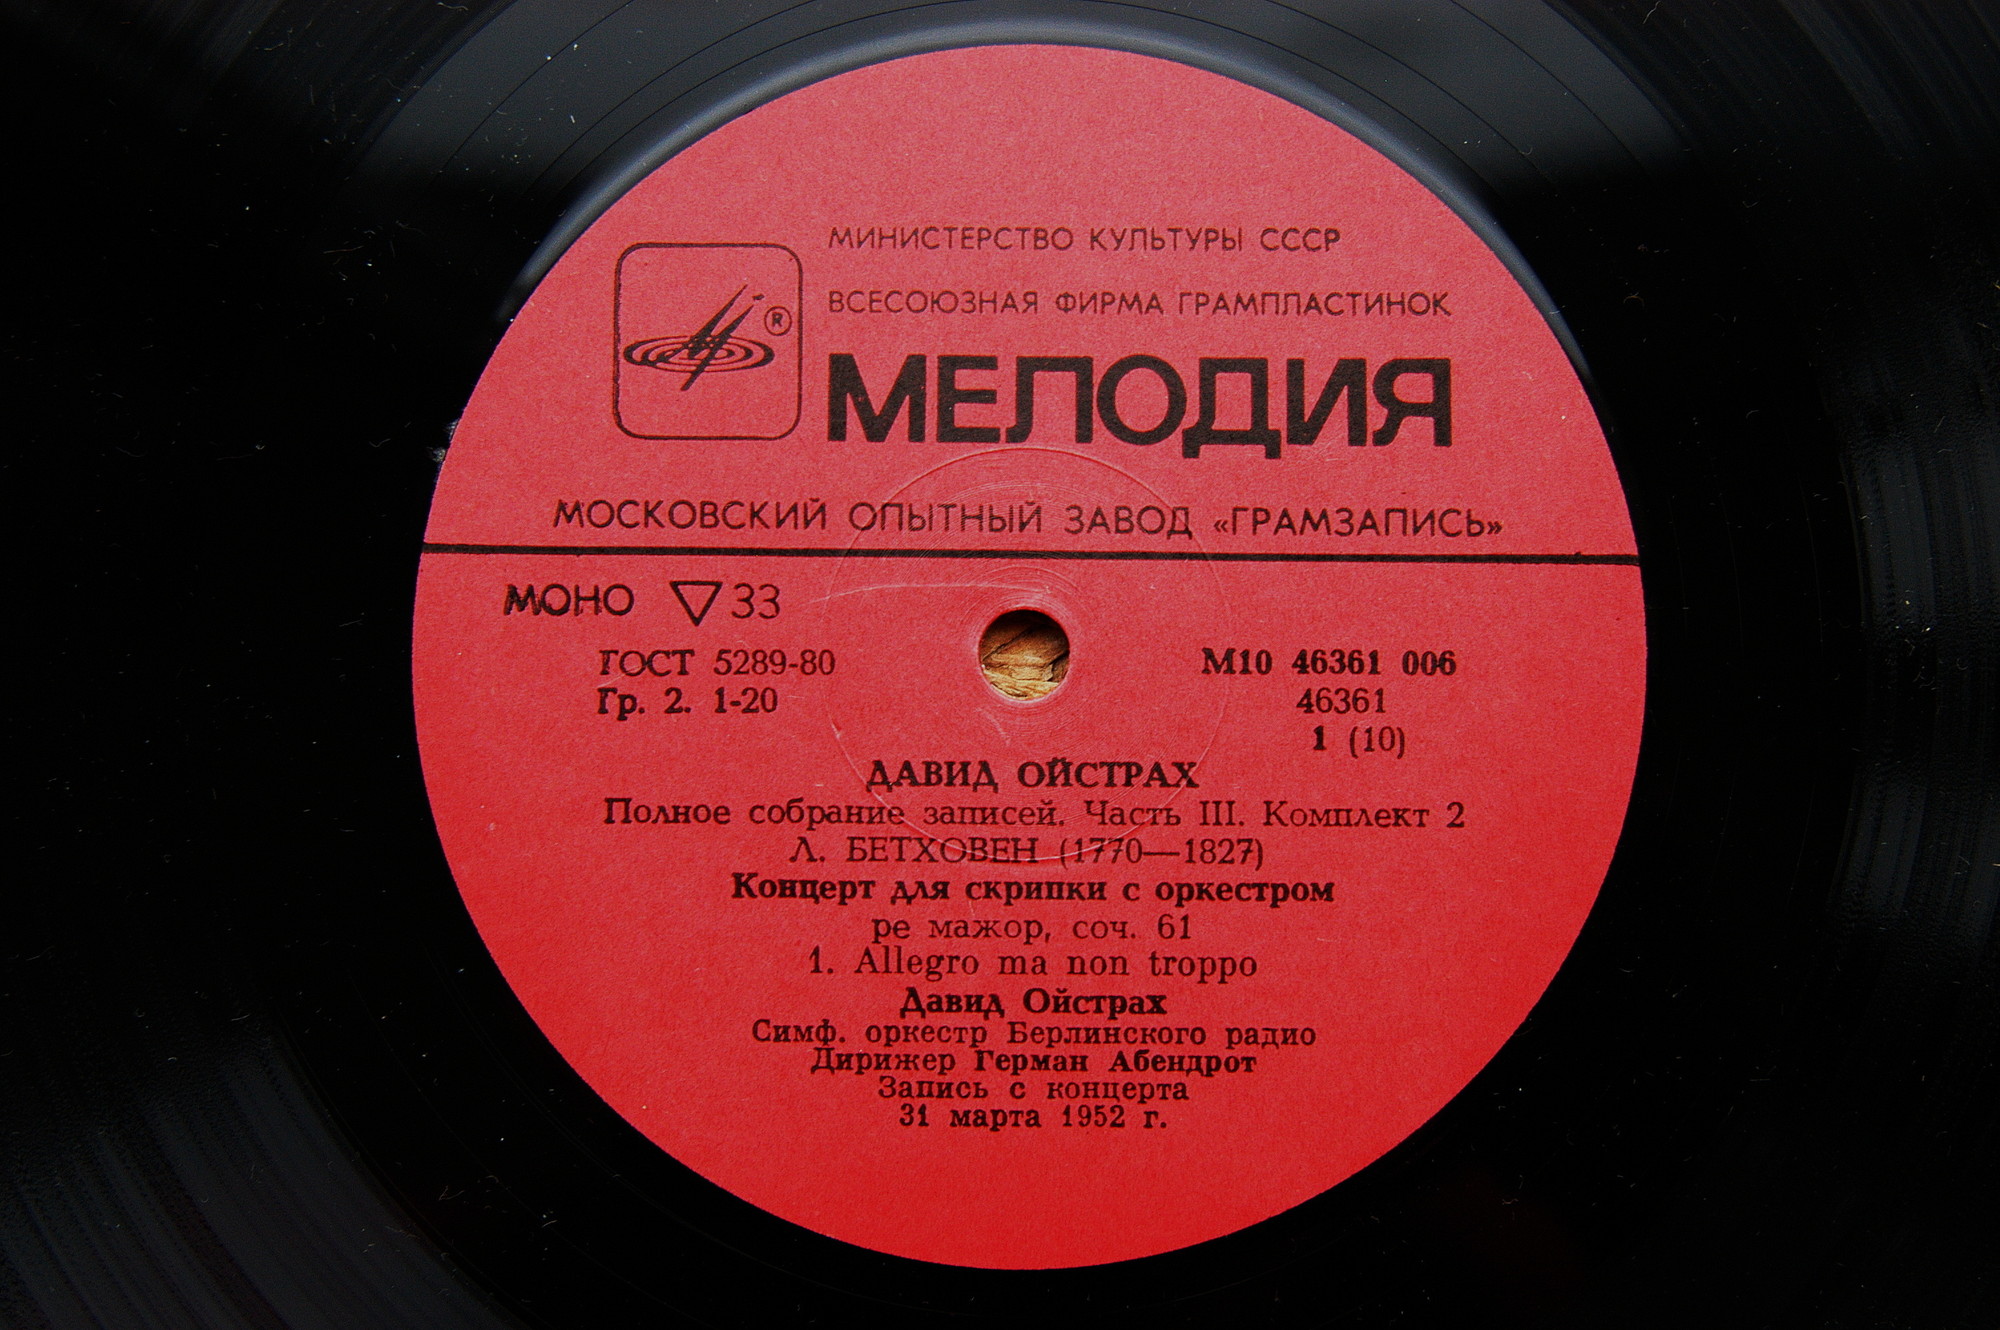 МИНИСТЕРСТВО КУЛЬТУРЫ СССР
ВСЕСОЮЗНАЯ ФИРМА ГРАМПЛАСТИНОК
®
МЕЛОДИЯ
МОСКОВСКИЙ ОПЫТНЫЙ ЗАВОД «ГРАМЗАПИСЬ»
МОНО ▽ 33
ГОСТ 5289-80
Гр. 2. 1-20
М10 46361 006
46361
1 (10)
ДАВИД ОЙСТРАХ
Полное собрание записей. Часть III. Комплект 2
Л. БЕТХОВЕН (1770—1827)
Концерт для скрипки с оркестром
ре мажор, соч. 61
1. Allegro ma non troppo
Давид Ойстрах
Симф. оркестр Берлинского радио
Дирижер Герман Абендрот
Запись с концерта
31 марта 1952 г.